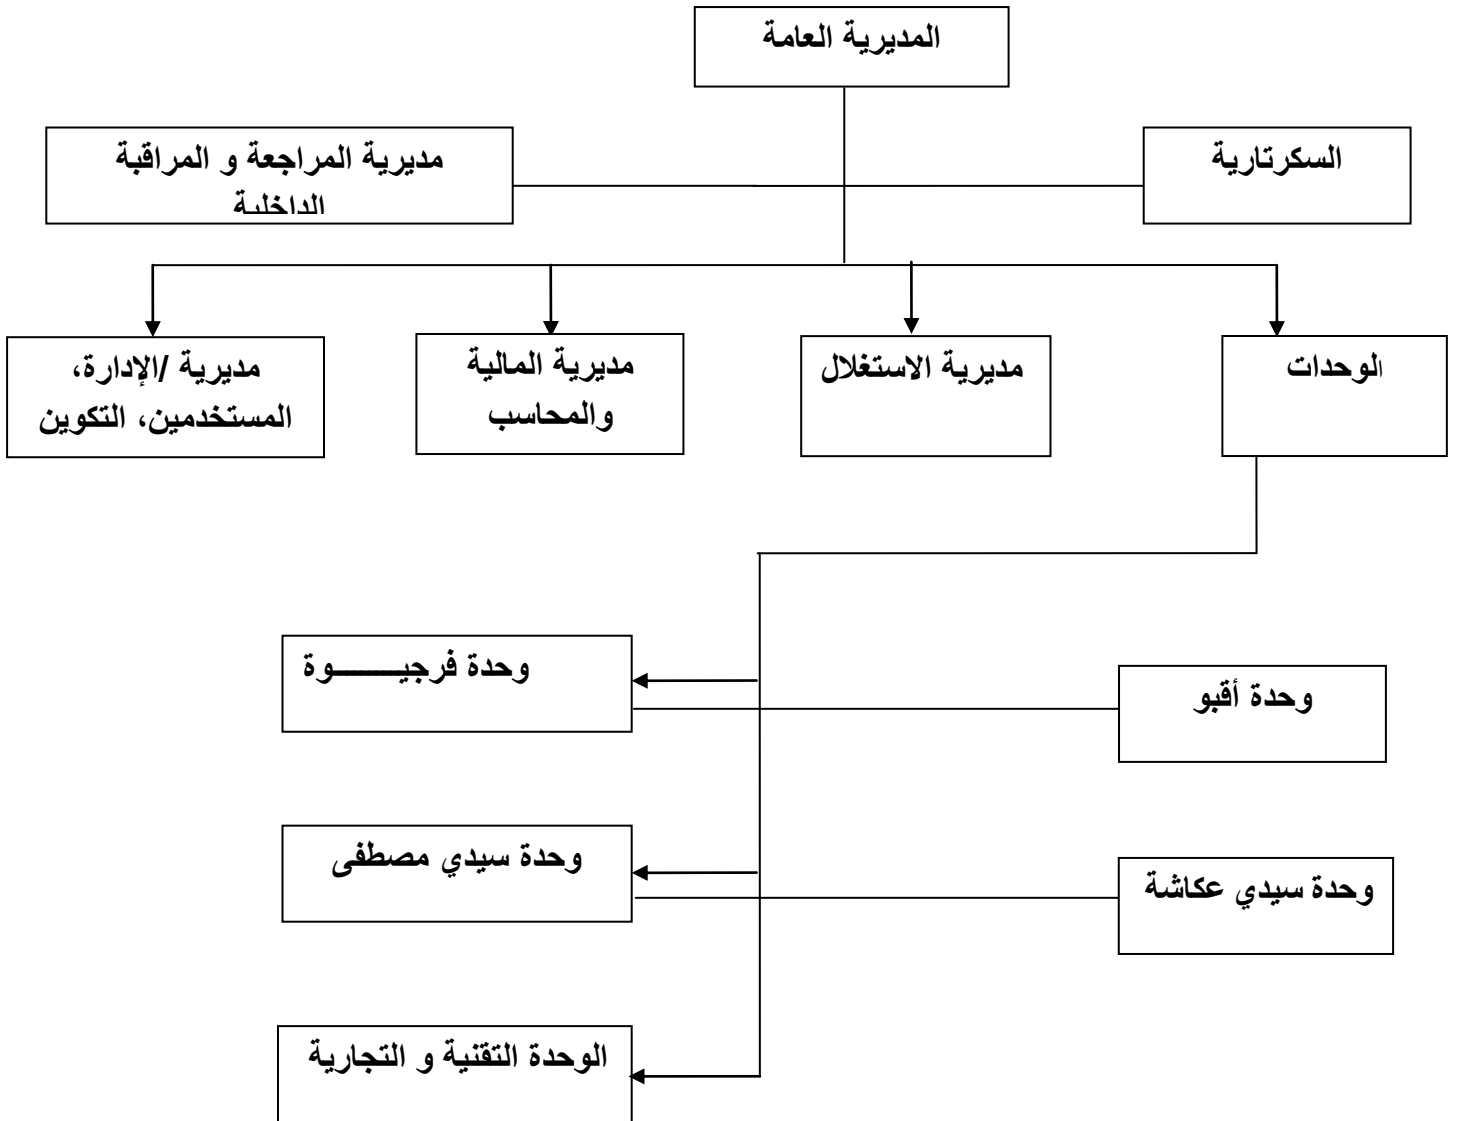 المديرية العامة
السكرتارية
مديرية المراجعة و المراقبة
الداخلية
الوحدات
مديرية الاستغلال
مديرية المالية
والمحاسب
مديرية /الإدارة،
المستخدمين، التكوين
وحدة فرجيـــــــوة
وحدة أقبو
وحدة سيدي مصطفى
وحدة سيدي عكاشة
الوحدة التقنية و التجارية